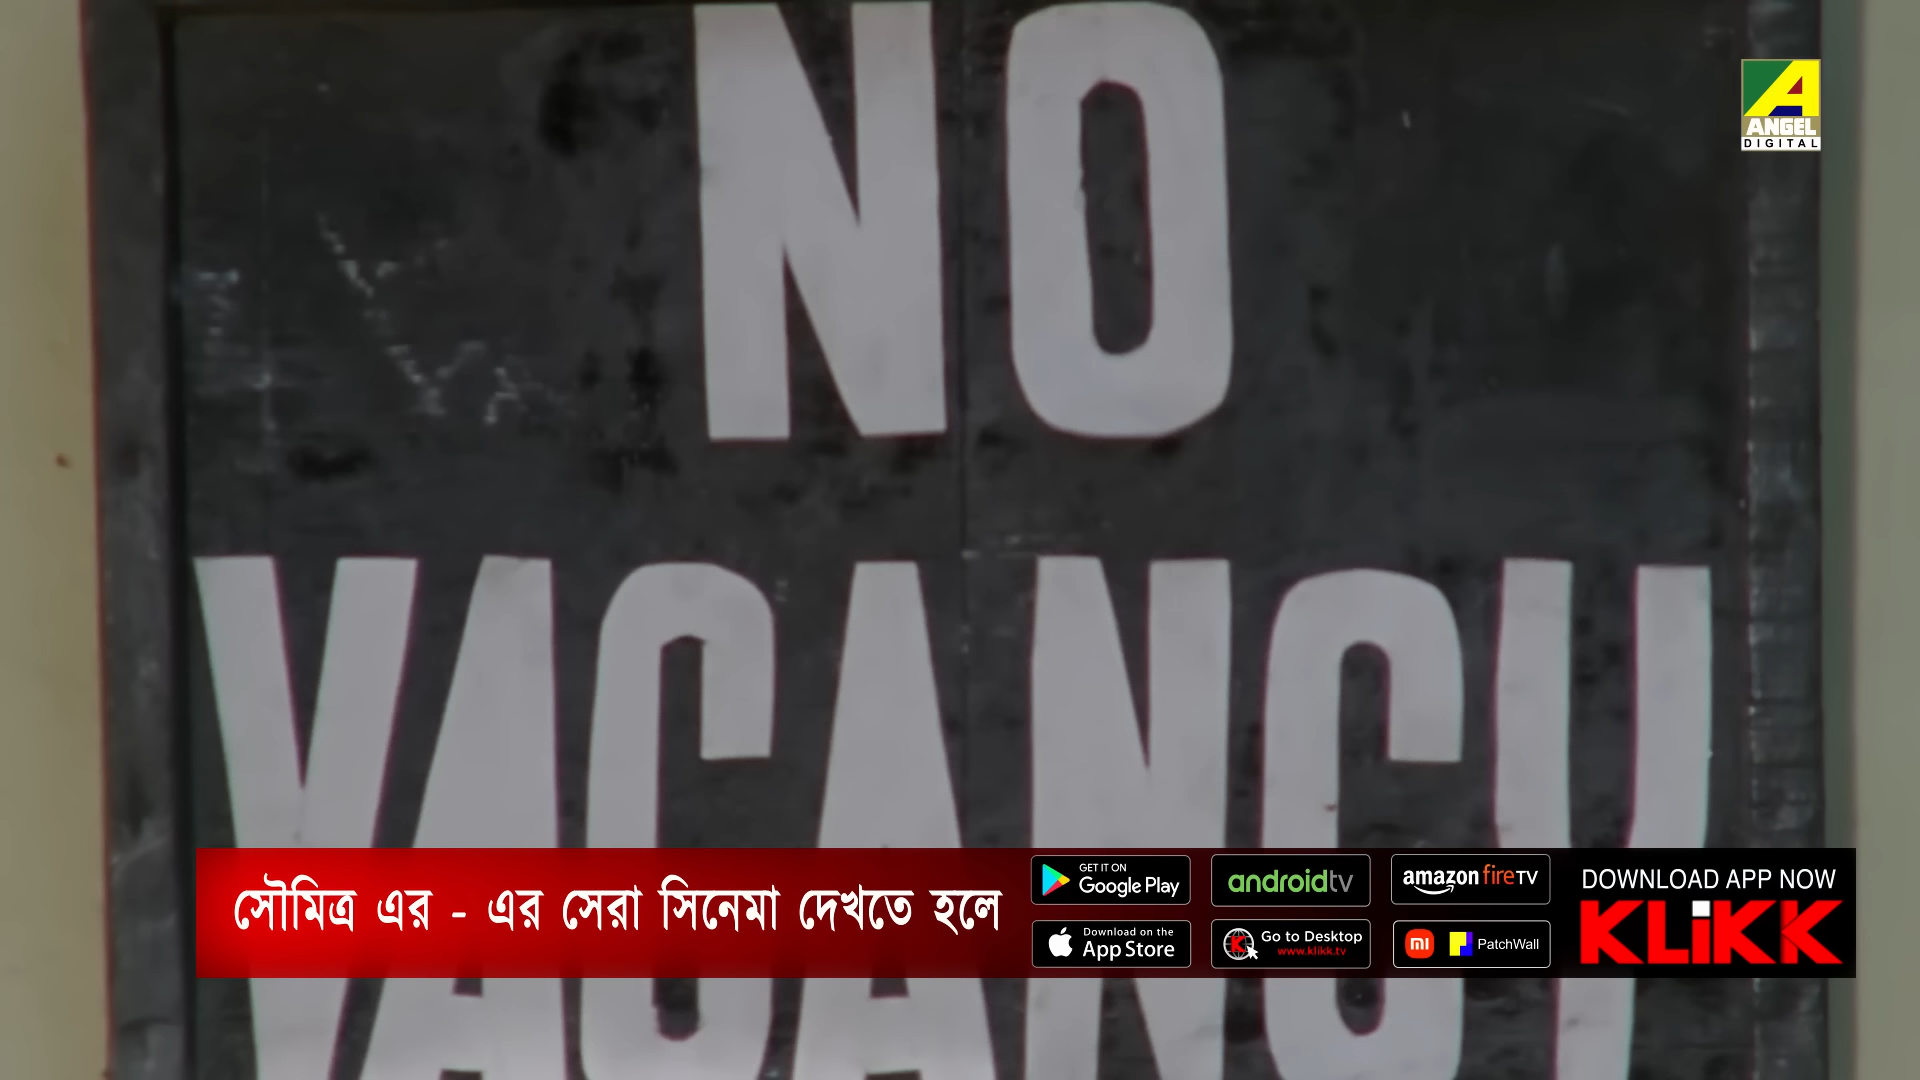 NO
ANGEL
DIGITAL
VACANCY
সৌমিত্র এর - এর সেরা সিনেমা দেখতে হলে
GET IT ON
Google Play
androidtv
amazon fireTV
DOWNLOAD APP NOW
Download on the
App Store
Go to Desktop
www.klikk.tv
mi
PatchWall
KLiKK